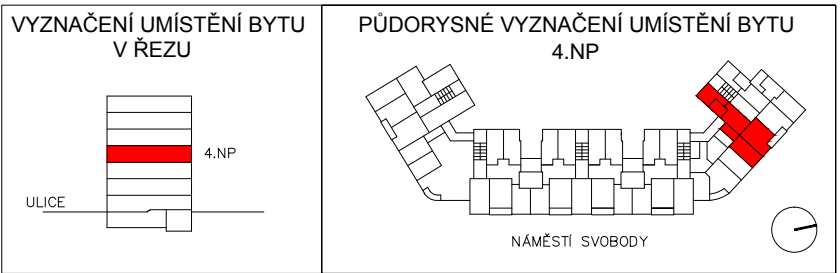 VYZNAČENÍ UMÍSTĚNÍ BYTU
V ŘEZU
4.NP
ULICE
PŮDORYSNÉ VYZNAČENÍ UMÍSTĚNÍ BYTU
4.NP
NÁMĚSTÍ SVOBODY